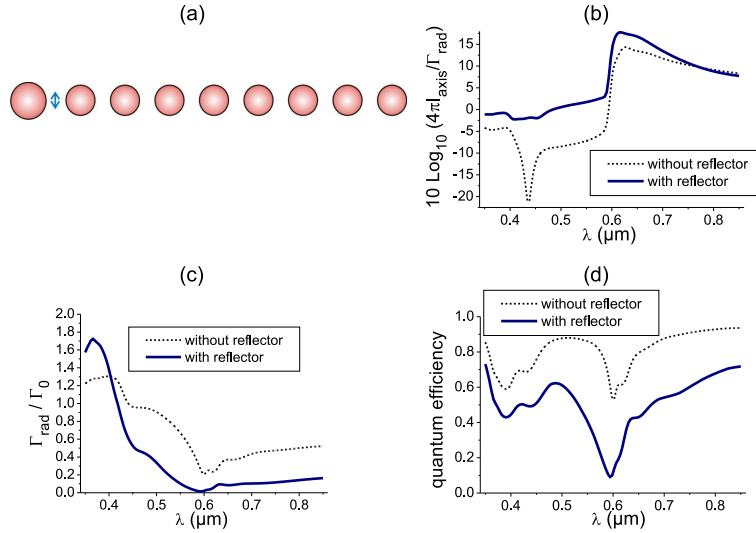 (a)
(b)
10 Log10 (4πIaxis/Γrad)
15
10
5
0
-5
-10
-15
-20
without reflector
with reflector
0.4 0.5 0.6 0.7 0.8
λ (µm)
(c)
Γrad / Γ0
2.0
1.8
1.6
1.4
1.2
1.0
0.8
0.6
0.4
0.2
0.0
without reflector
with reflector
0.4 0.5 0.6 0.7 0.8
λ (µm)
(d)
quantum efficiency
without reflector
with reflector
1.0
0.8
0.6
0.4
0.2
0.0
0.4 0.5 0.6 0.7 0.8
λ (µm)